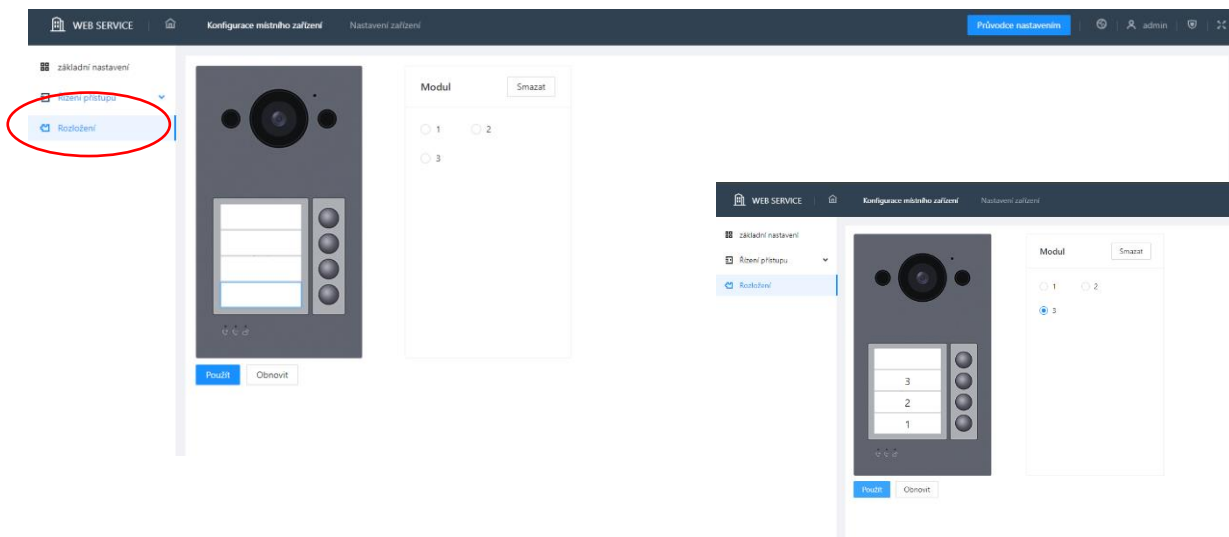 WEB SERVICE Konfigurace místního zařízení Nastavení zařízení Průvodce nastavením admin
základní nastavení
Řízení přístupu
Rozložení
Modul Smazat
1 2
3
Použít Obnovit
WEB SERVICE Konfigurace místního zařízení Nastavení zařízení
základní nastavení
Řízení přístupu
Rozložení
Modul Smazat
1 2
3
3
2
1
Použít Obnovit